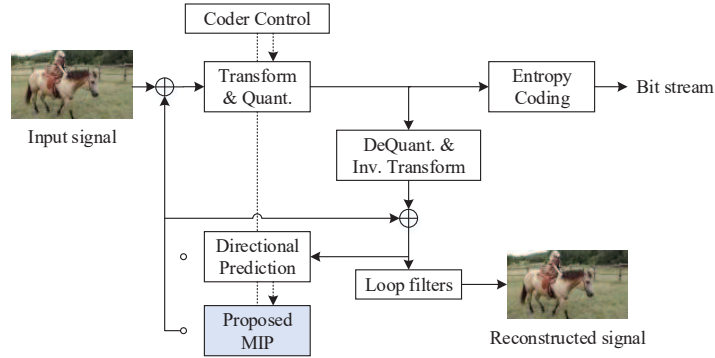 Coder Control
Transform
& Quant.
Entropy
Coding
Bit stream
Input signal
DeQuant. &
Inv. Transform
Directional
Prediction
Loop filters
Proposed
MIP
Reconstructed signal